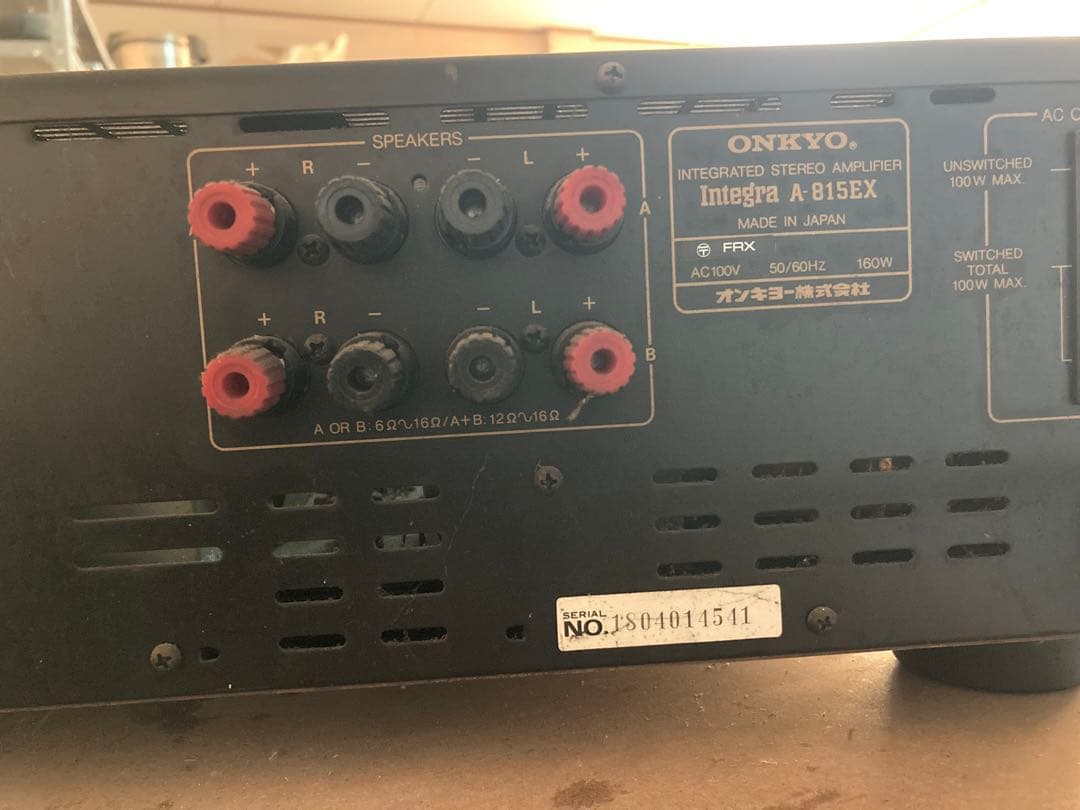 SPEAKERS
+ R − − L +
A
+ R − − L +
B
A OR B: 6Ω∿16Ω/A+B: 12Ω∿16Ω
ONKYO®
INTEGRATED STEREO AMPLIFIER
Integra A-815EX
MADE IN JAPAN
〶 FRX
AC100V 50/60Hz 160W
オンキヨー株式会社
AC
UNSWITCHED
100W MAX.
SWITCHED
TOTAL
100W MAX.
SERIAL
NO. 1804014541